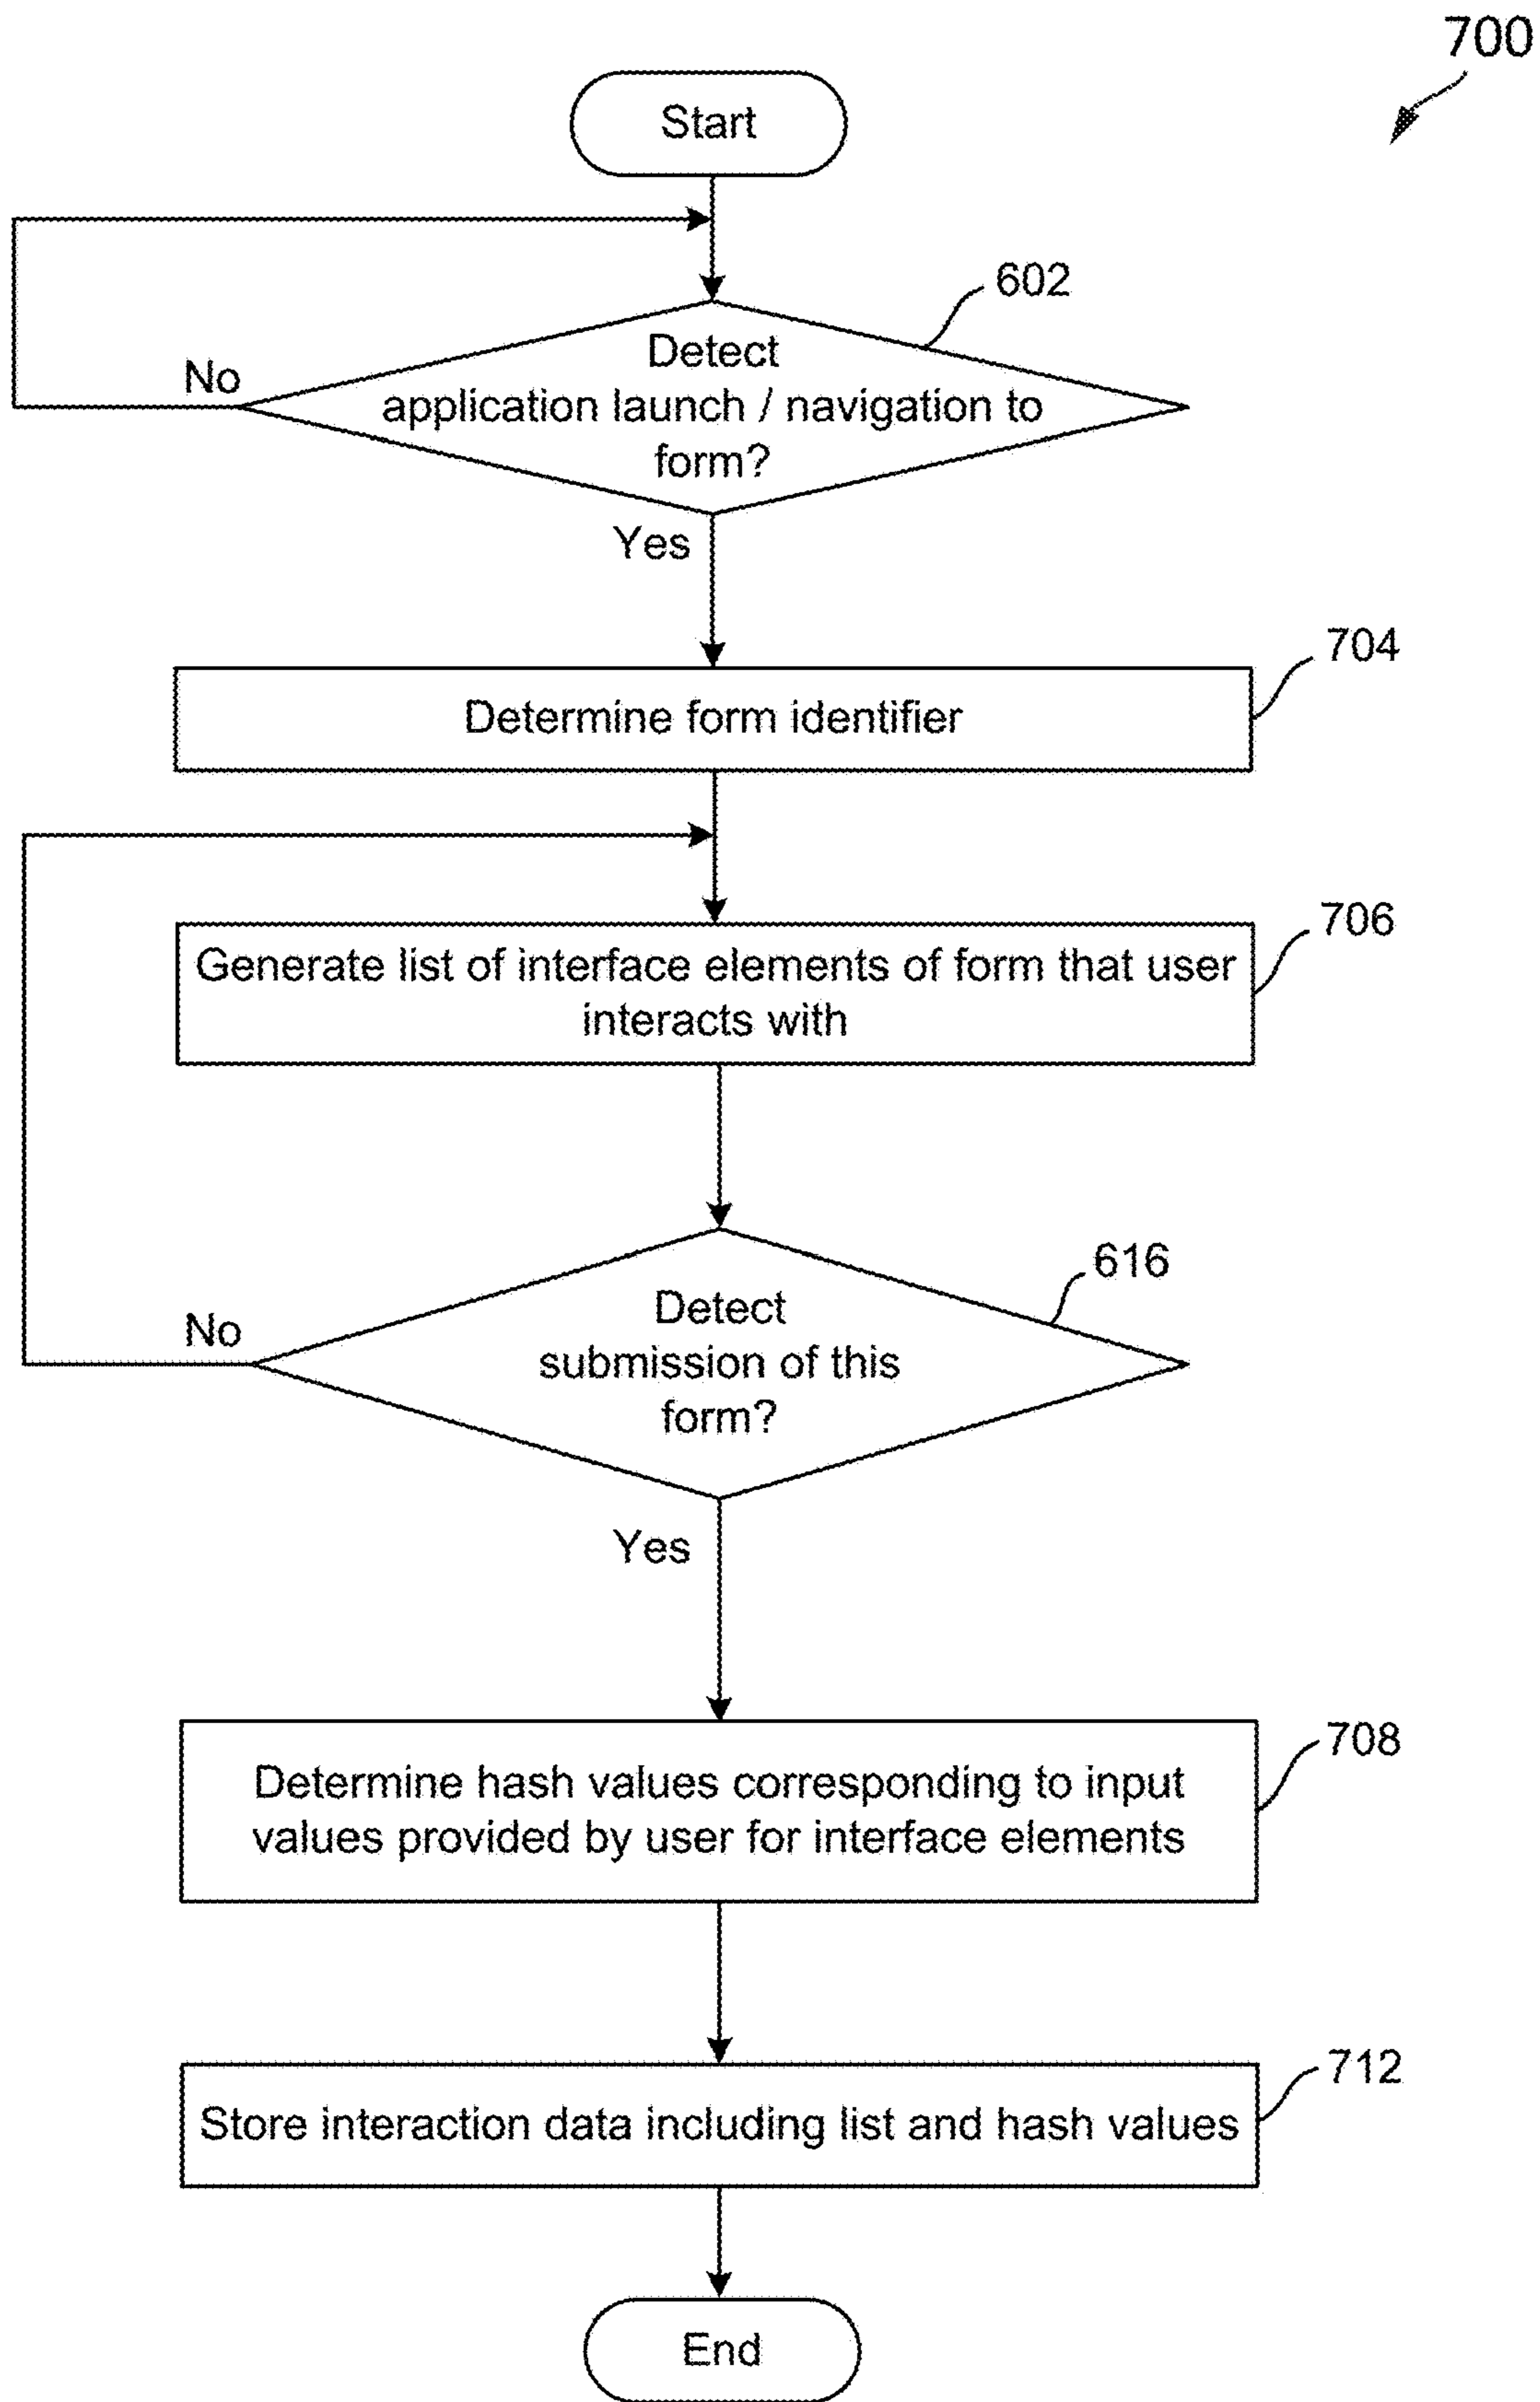 700
Start
602
Detect
application launch / navigation to
form?
No
Yes
704
Determine form identifier
706
Generate list of interface elements of form that user
interacts with
616
Detect
submission of this
form?
No
Yes
708
Determine hash values corresponding to input
values provided by user for interface elements
712
Store interaction data including list and hash values
End